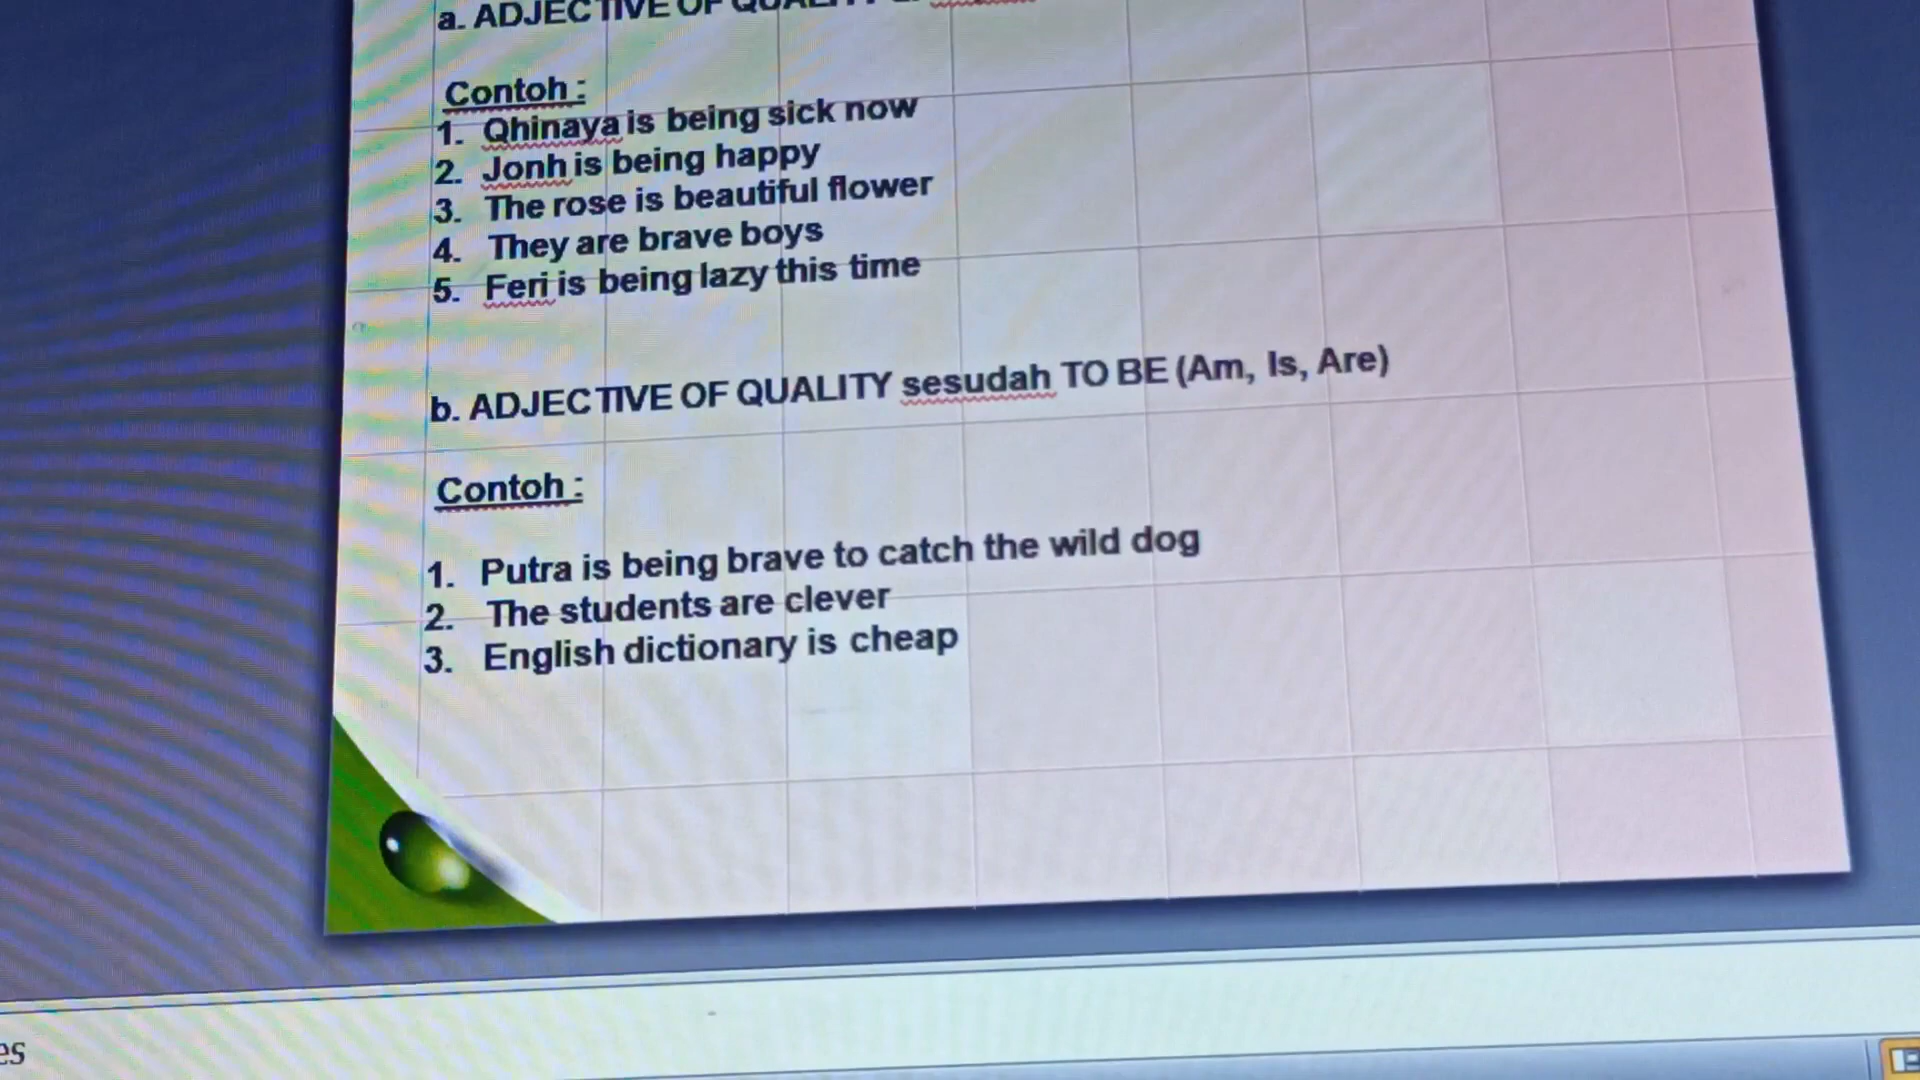 a. ADJECTIVE OF QUALITY
Contoh :
1. Qhinaya is being sick now
2. Jonh is being happy
3. The rose is beautiful flower
4. They are brave boys
5. Feri is being lazy this time
b. ADJECTIVE OF QUALITY sesudah TO BE (Am, Is, Are)
Contoh :
1. Putra is being brave to catch the wild dog
2. The students are clever
3. English dictionary is cheap